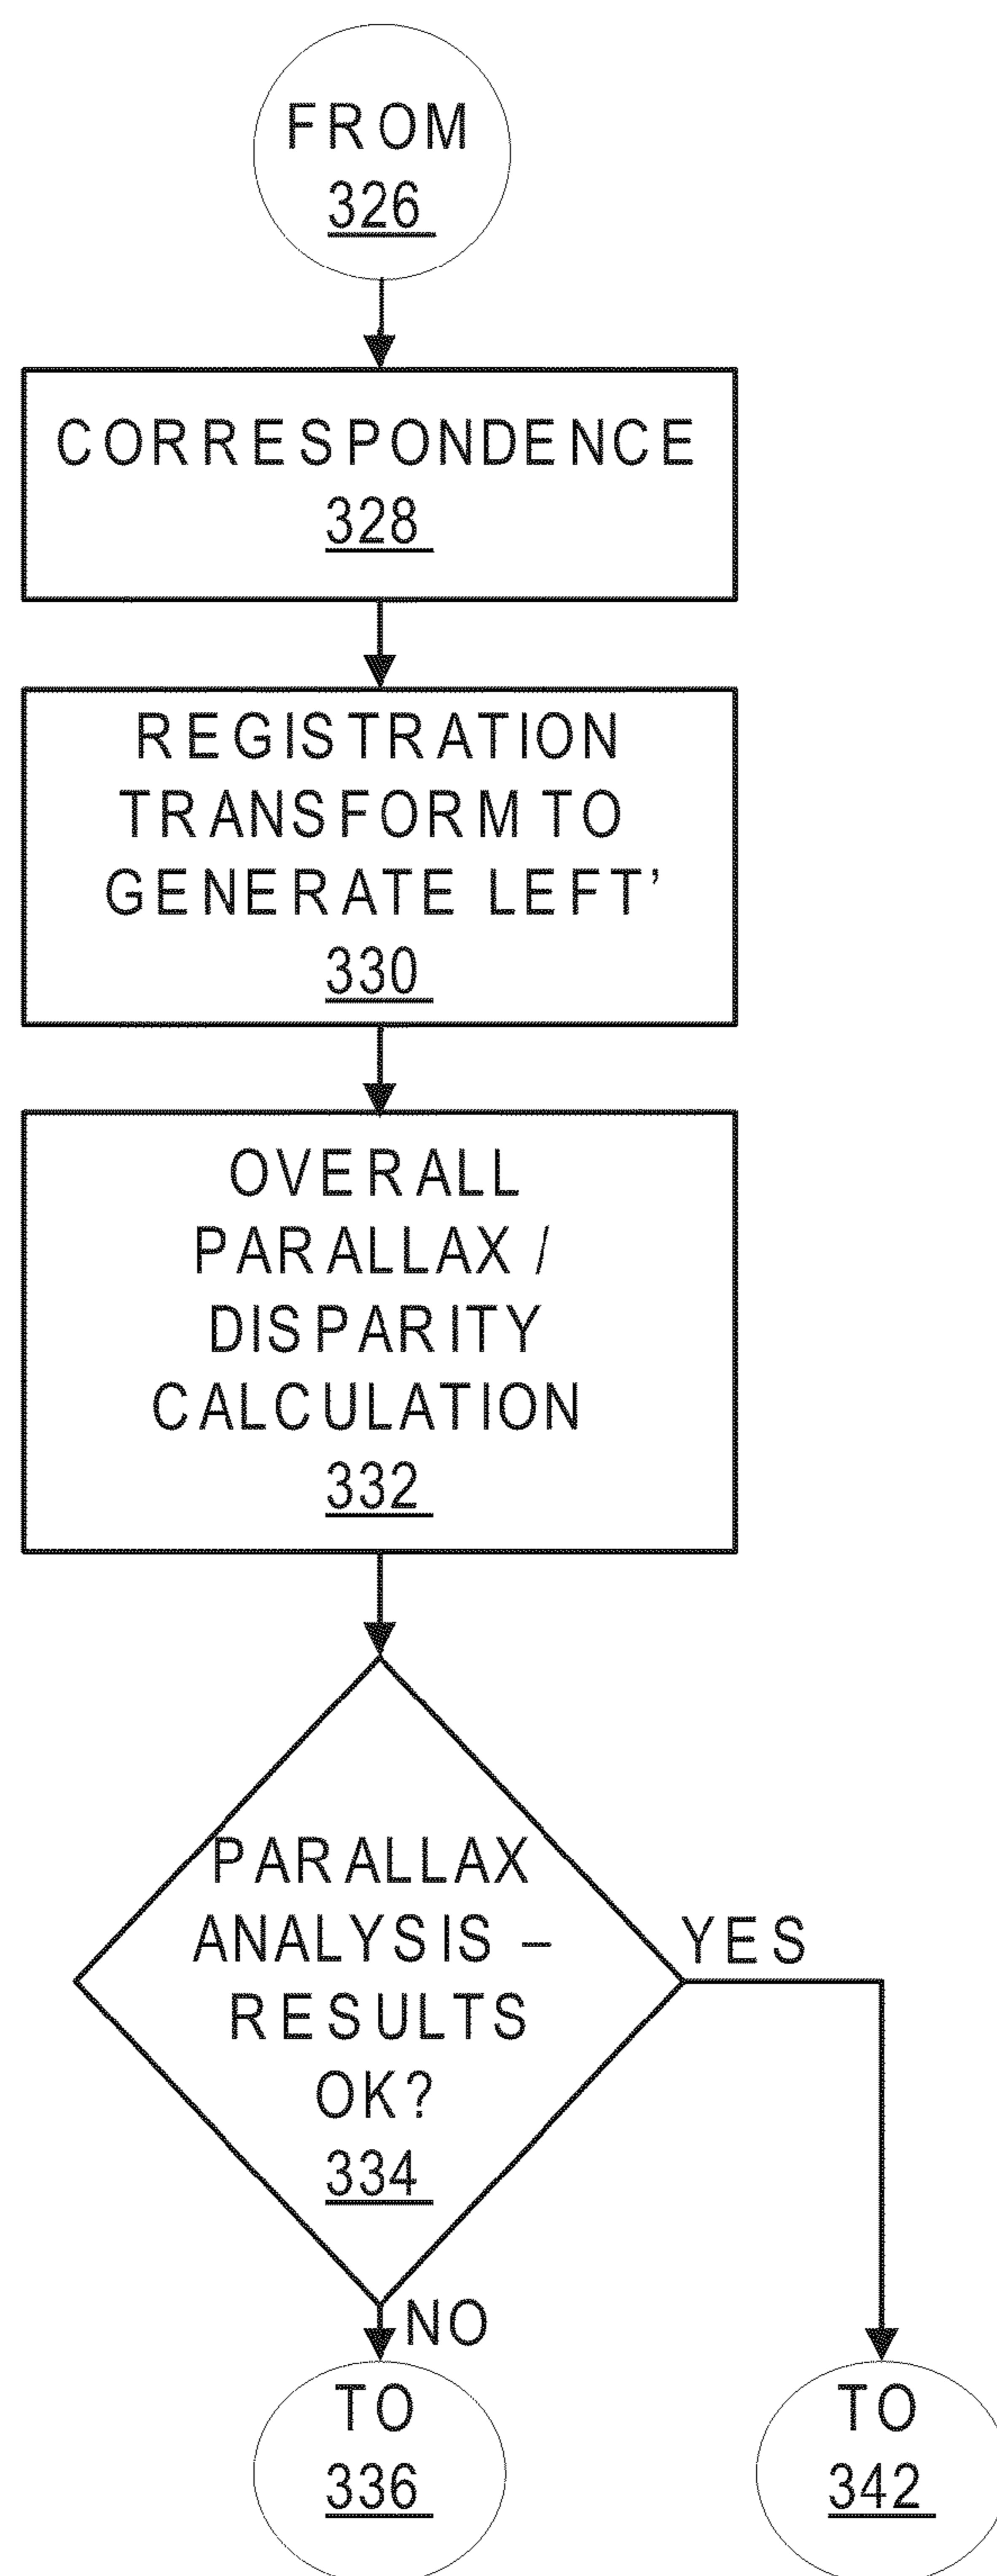 FROM
326
CORRESPONDENCE
328
REGISTRATION
TRANSFORM TO
GENERATE LEFT’
330
OVERALL
PARALLAX /
DISPARITY
CALCULATION
332
PARALLAX
ANALYSIS –
RESULTS
OK?
334
YES
NO
TO
336
TO
342